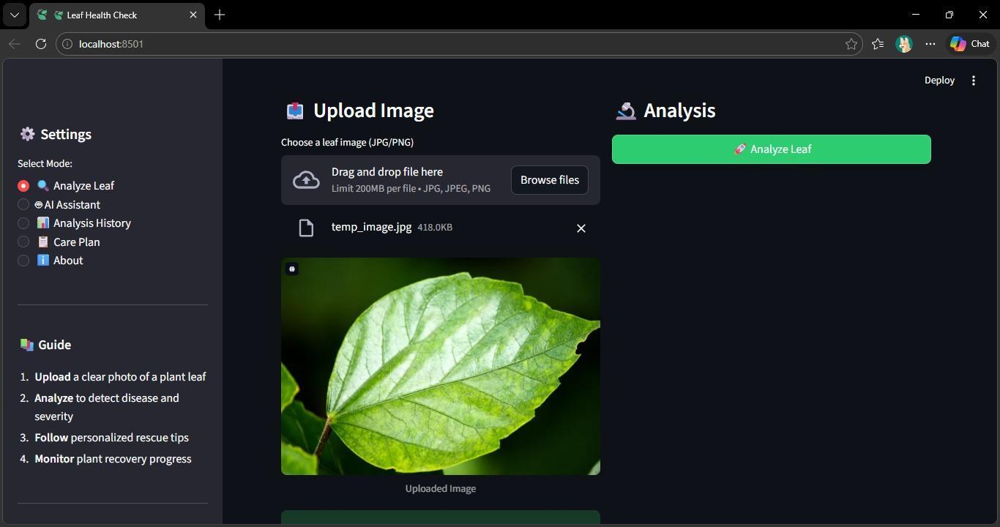 Leaf Health Check
localhost:8501
Chat
Deploy
Settings
Select Mode:
Analyze Leaf
AI Assistant
Analysis History
Care Plan
About
Guide
1. Upload a clear photo of a plant leaf
2. Analyze to detect disease and
severity
3. Follow personalized rescue tips
4. Monitor plant recovery progress
Upload Image
Choose a leaf image (JPG/PNG)
Drag and drop file here
Limit 200MB per file • JPG, JPEG, PNG
Browse files
temp_image.jpg 418.0KB
Uploaded Image
Analysis
Analyze Leaf